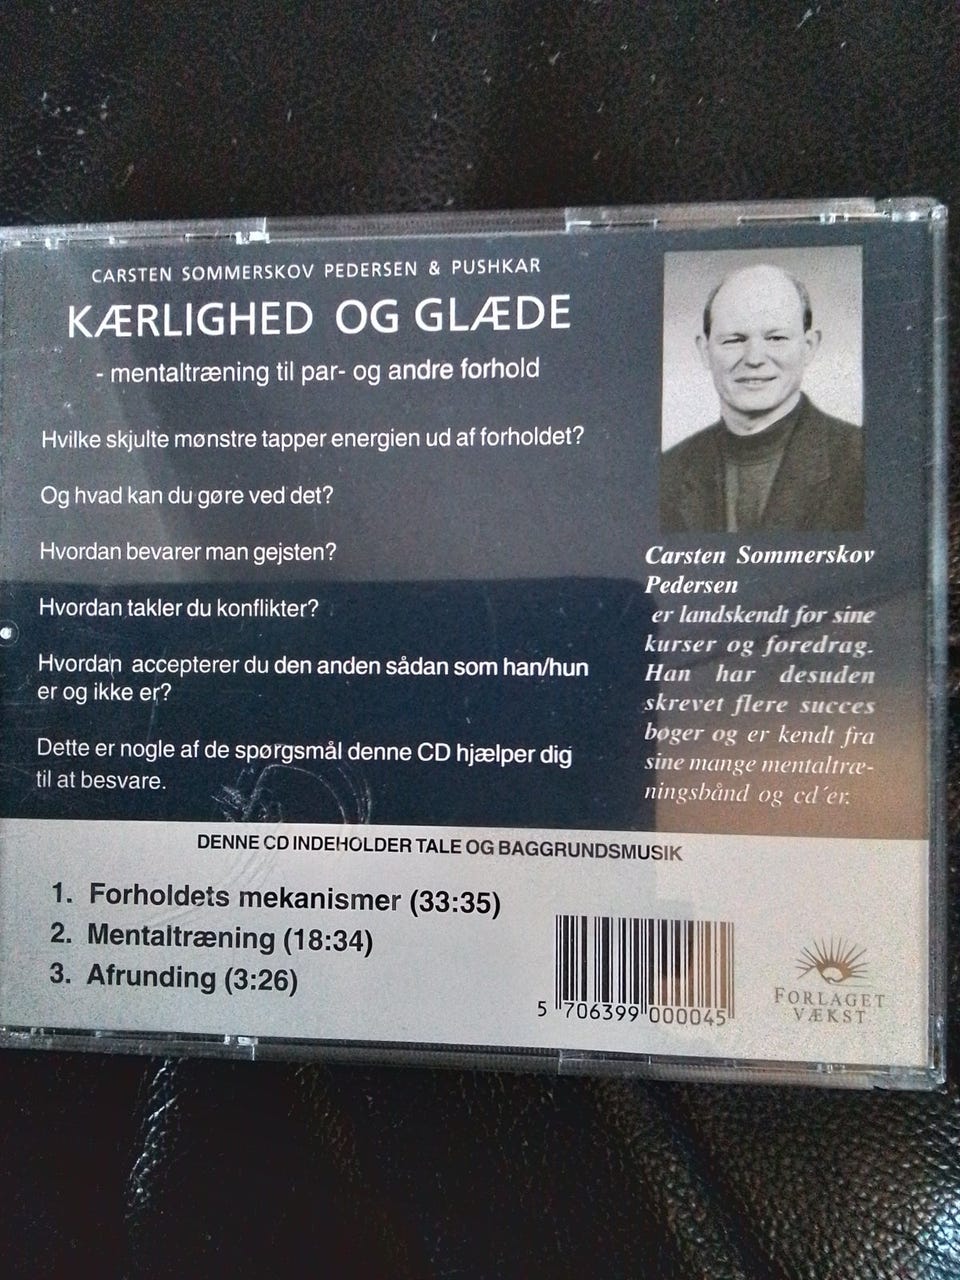 CARSTEN SOMMERSKOV PEDERSEN & PUSHKAR
KÆRLIGHED OG GLÆDE
- mentaltræning til par- og andre forhold
Hvilke skjulte mønstre tapper energien ud af forholdet?
Og hvad kan du gøre ved det?
Hvordan bevarer man gejsten?
Hvordan takler du konflikter?
Hvordan accepterer du den anden sådan som han/hun
er og ikke er?
Dette er nogle af de spørgsmål denne CD hjælper dig
til at besvare.
Carsten Sommerskov
Pedersen
er landskendt for sine
kurser og foredrag.
Han har desuden
skrevet flere succes
bøger og er kendt fra
sine mange mentaltræ-
ningsbånd og cd´er.
DENNE CD INDEHOLDER TALE OG BAGGRUNDSMUSIK
1. Forholdets mekanismer (33:35)
2. Mentaltræning (18:34)
3. Afrunding (3:26)
5 706399 000045
FORLAGET
VÆKST